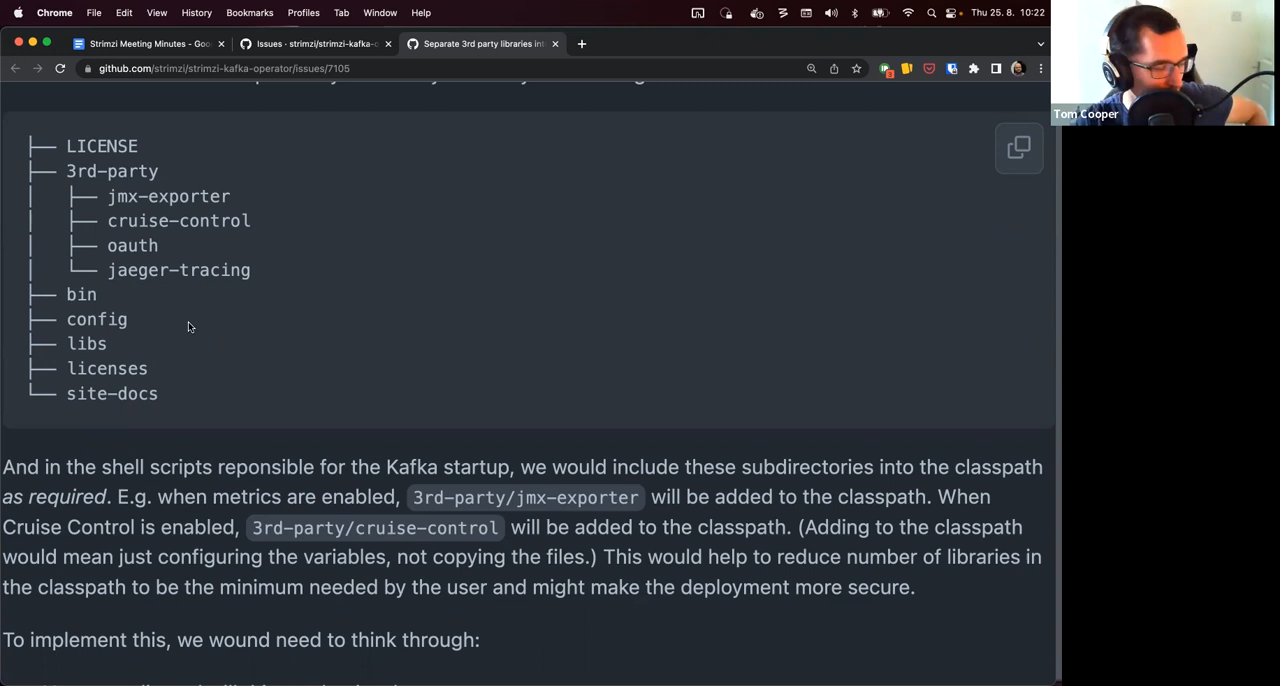 Chrome File Edit View History Bookmarks Profiles Tab Window Help Thu 25. 8. 10:22
Strimzi Meeting Minutes - Goo
Issues · strimzi/strimzi-kafka-o
Separate 3rd party libraries int
github.com/strimzi/strimzi-kafka-operator/issues/7105
Tom Cooper
├── LICENSE
├── 3rd-party
│ ├── jmx-exporter
│ ├── cruise-control
│ ├── oauth
│ └── jaeger-tracing
├── bin
├── config
├── libs
├── licenses
└── site-docs
And in the shell scripts reponsible for the Kafka startup, we would include these subdirectories into the classpath
as required. E.g. when metrics are enabled, 3rd-party/jmx-exporter will be added to the classpath. When
Cruise Control is enabled, 3rd-party/cruise-control will be added to the classpath. (Adding to the classpath
would mean just configuring the variables, not copying the files.) This would help to reduce number of libraries in
the classpath to be the minimum needed by the user and might make the deployment more secure.
To implement this, we wound need to think through: